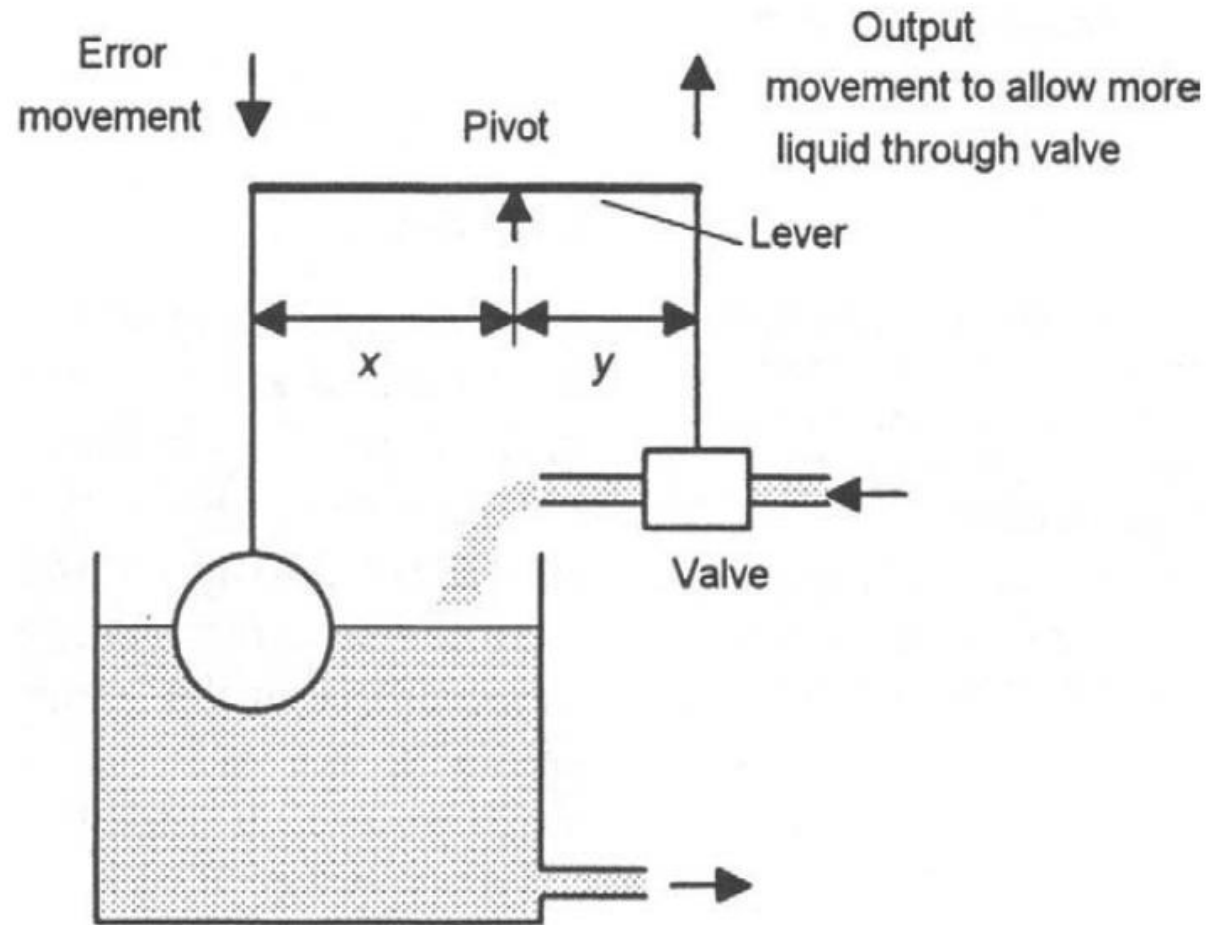 Error
movement
Pivot
Output
movement to allow more
liquid through valve
Lever
x
y
Valve